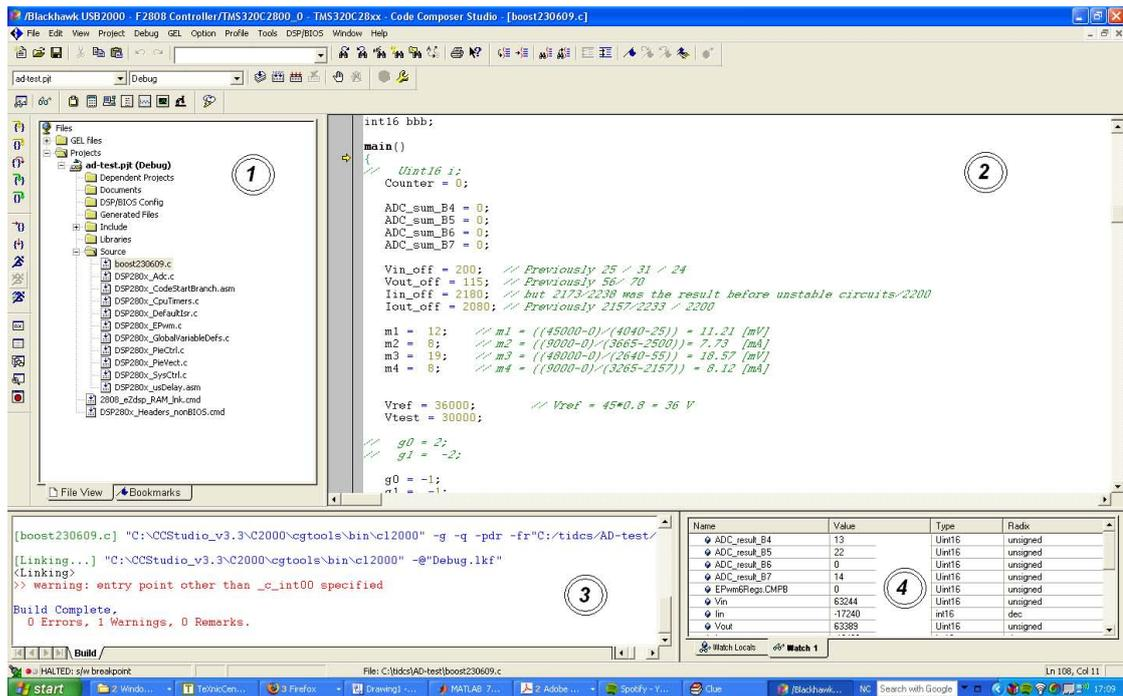 /Blackhawk USB2000 - F2808 Controller/TMS320C2800_0 - TMS320C28xx - Code Composer Studio - [boost230609.c]
File Edit View Project Debug GEL Option Profile Tools DSP/BIOS Window Help
ad-test.pjt Debug
Files
GEL files
Projects
ad-test.pjt (Debug)
Dependent Projects
Documents
DSP/BIOS Config
Generated Files
Include
Libraries
Source
boost230609.c
DSP280x_Adc.c
DSP280x_CodeStartBranch.asm
DSP280x_CpuTimers.c
DSP280x_DefaultIsr.c
DSP280x_EPwm.c
DSP280x_GlobalVariableDefs.c
DSP280x_PieCtrl.c
DSP280x_PieVect.c
DSP280x_SysCtrl.c
DSP280x_usDelay.asm
2808_eZdsp_RAM_lnk.cmd
DSP280x_Headers_nonBIOS.cmd
File View Bookmarks
1
int16 bbb;
main()
{
// Uint16 i;
Counter = 0;
ADC_sum_B4 = 0;
ADC_sum_B5 = 0;
ADC_sum_B6 = 0;
ADC_sum_B7 = 0;
Vin_off = 200; // Previously 25 / 31 / 24
Vout_off = 115; // Previously 56/ 70
Iin_off = 2180; // but 2173/2238 was the result before unstable circuits/2200
Iout_off = 2080; // Previously 2157/2233 / 2200
m1 = 12; // m1 = ((45000-0)/(4040-25)) = 11.21 [mV]
m2 = 8; // m2 = ((9000-0)/(3665-2500))= 7.73 [mA]
m3 = 19; // m3 = ((48000-0)/(2640-55)) = 18.57 [mV]
m4 = 8; // m4 = ((9000-0)/(3265-2157)) = 8.12 [mA]
Vref = 36000; // Vref = 45*0.8 = 36 V
Vtest = 30000;
// g0 = 2;
// g1 = -2;
g0 = -1;
g1 = -1;
2
[boost230609.c] "C:\CCStudio_v3.3\C2000\cgtools\bin\cl2000" -g -q -pdr -fr"C:/tidcs/AD-test/
[Linking...] "C:\CCStudio_v3.3\C2000\cgtools\bin\cl2000" -@"Debug.lkf"
<Linking>
>> warning: entry point other than _c_int00 specified
Build Complete,
0 Errors, 1 Warnings, 0 Remarks.
Build
3
Name Value Type Radix
ADC_result_B4 13 Uint16 unsigned
ADC_result_B5 22 Uint16 unsigned
ADC_result_B6 0 Uint16 unsigned
ADC_result_B7 14 Uint16 unsigned
EPwm6Regs.CMPB 0 Uint16 unsigned
Vin 63244 Uint16 unsigned
Iin -17240 int16 dec
Vout 63389 Uint16 unsigned
Watch Locals Watch 1
4
HALTED: s/w breakpoint File: C:\tidcs\AD-test\boost230609.c Ln 108, Col 11
start 2 Windo... TeXnicCen... 3 Firefox Drawing1 -... MATLAB 7... 2 Adobe ... Spotify - Y... Clue /Blackhawk... NC Search with Google 17:09